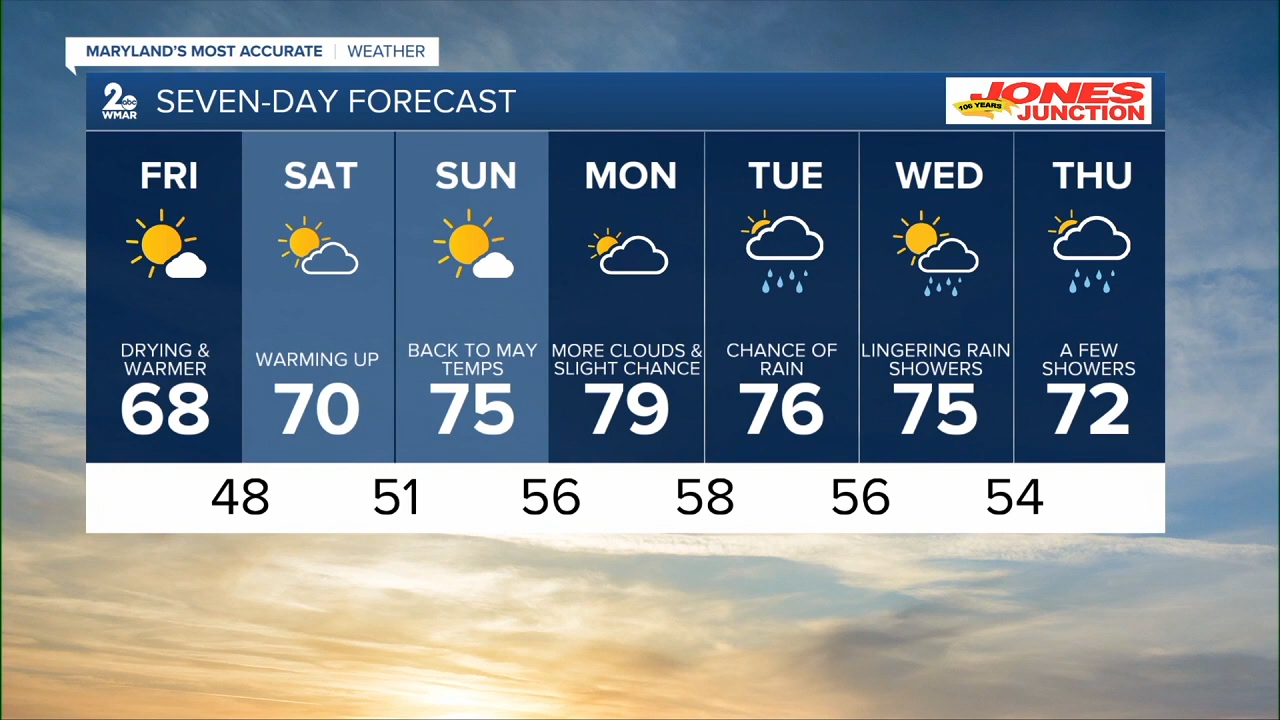 MARYLAND'S MOST ACCURATE | WEATHER
2 abc
WMAR
SEVEN-DAY FORECAST
106 YEARS
JONES
JUNCTION
FRI
SAT
SUN
MON
TUE
WED
THU
DRYING &
WARMER
68
WARMING UP
70
BACK TO MAY
TEMPS
75
MORE CLOUDS &
SLIGHT CHANCE
79
CHANCE OF
RAIN
76
LINGERING RAIN
SHOWERS
75
A FEW
SHOWERS
72
48
51
56
58
56
54